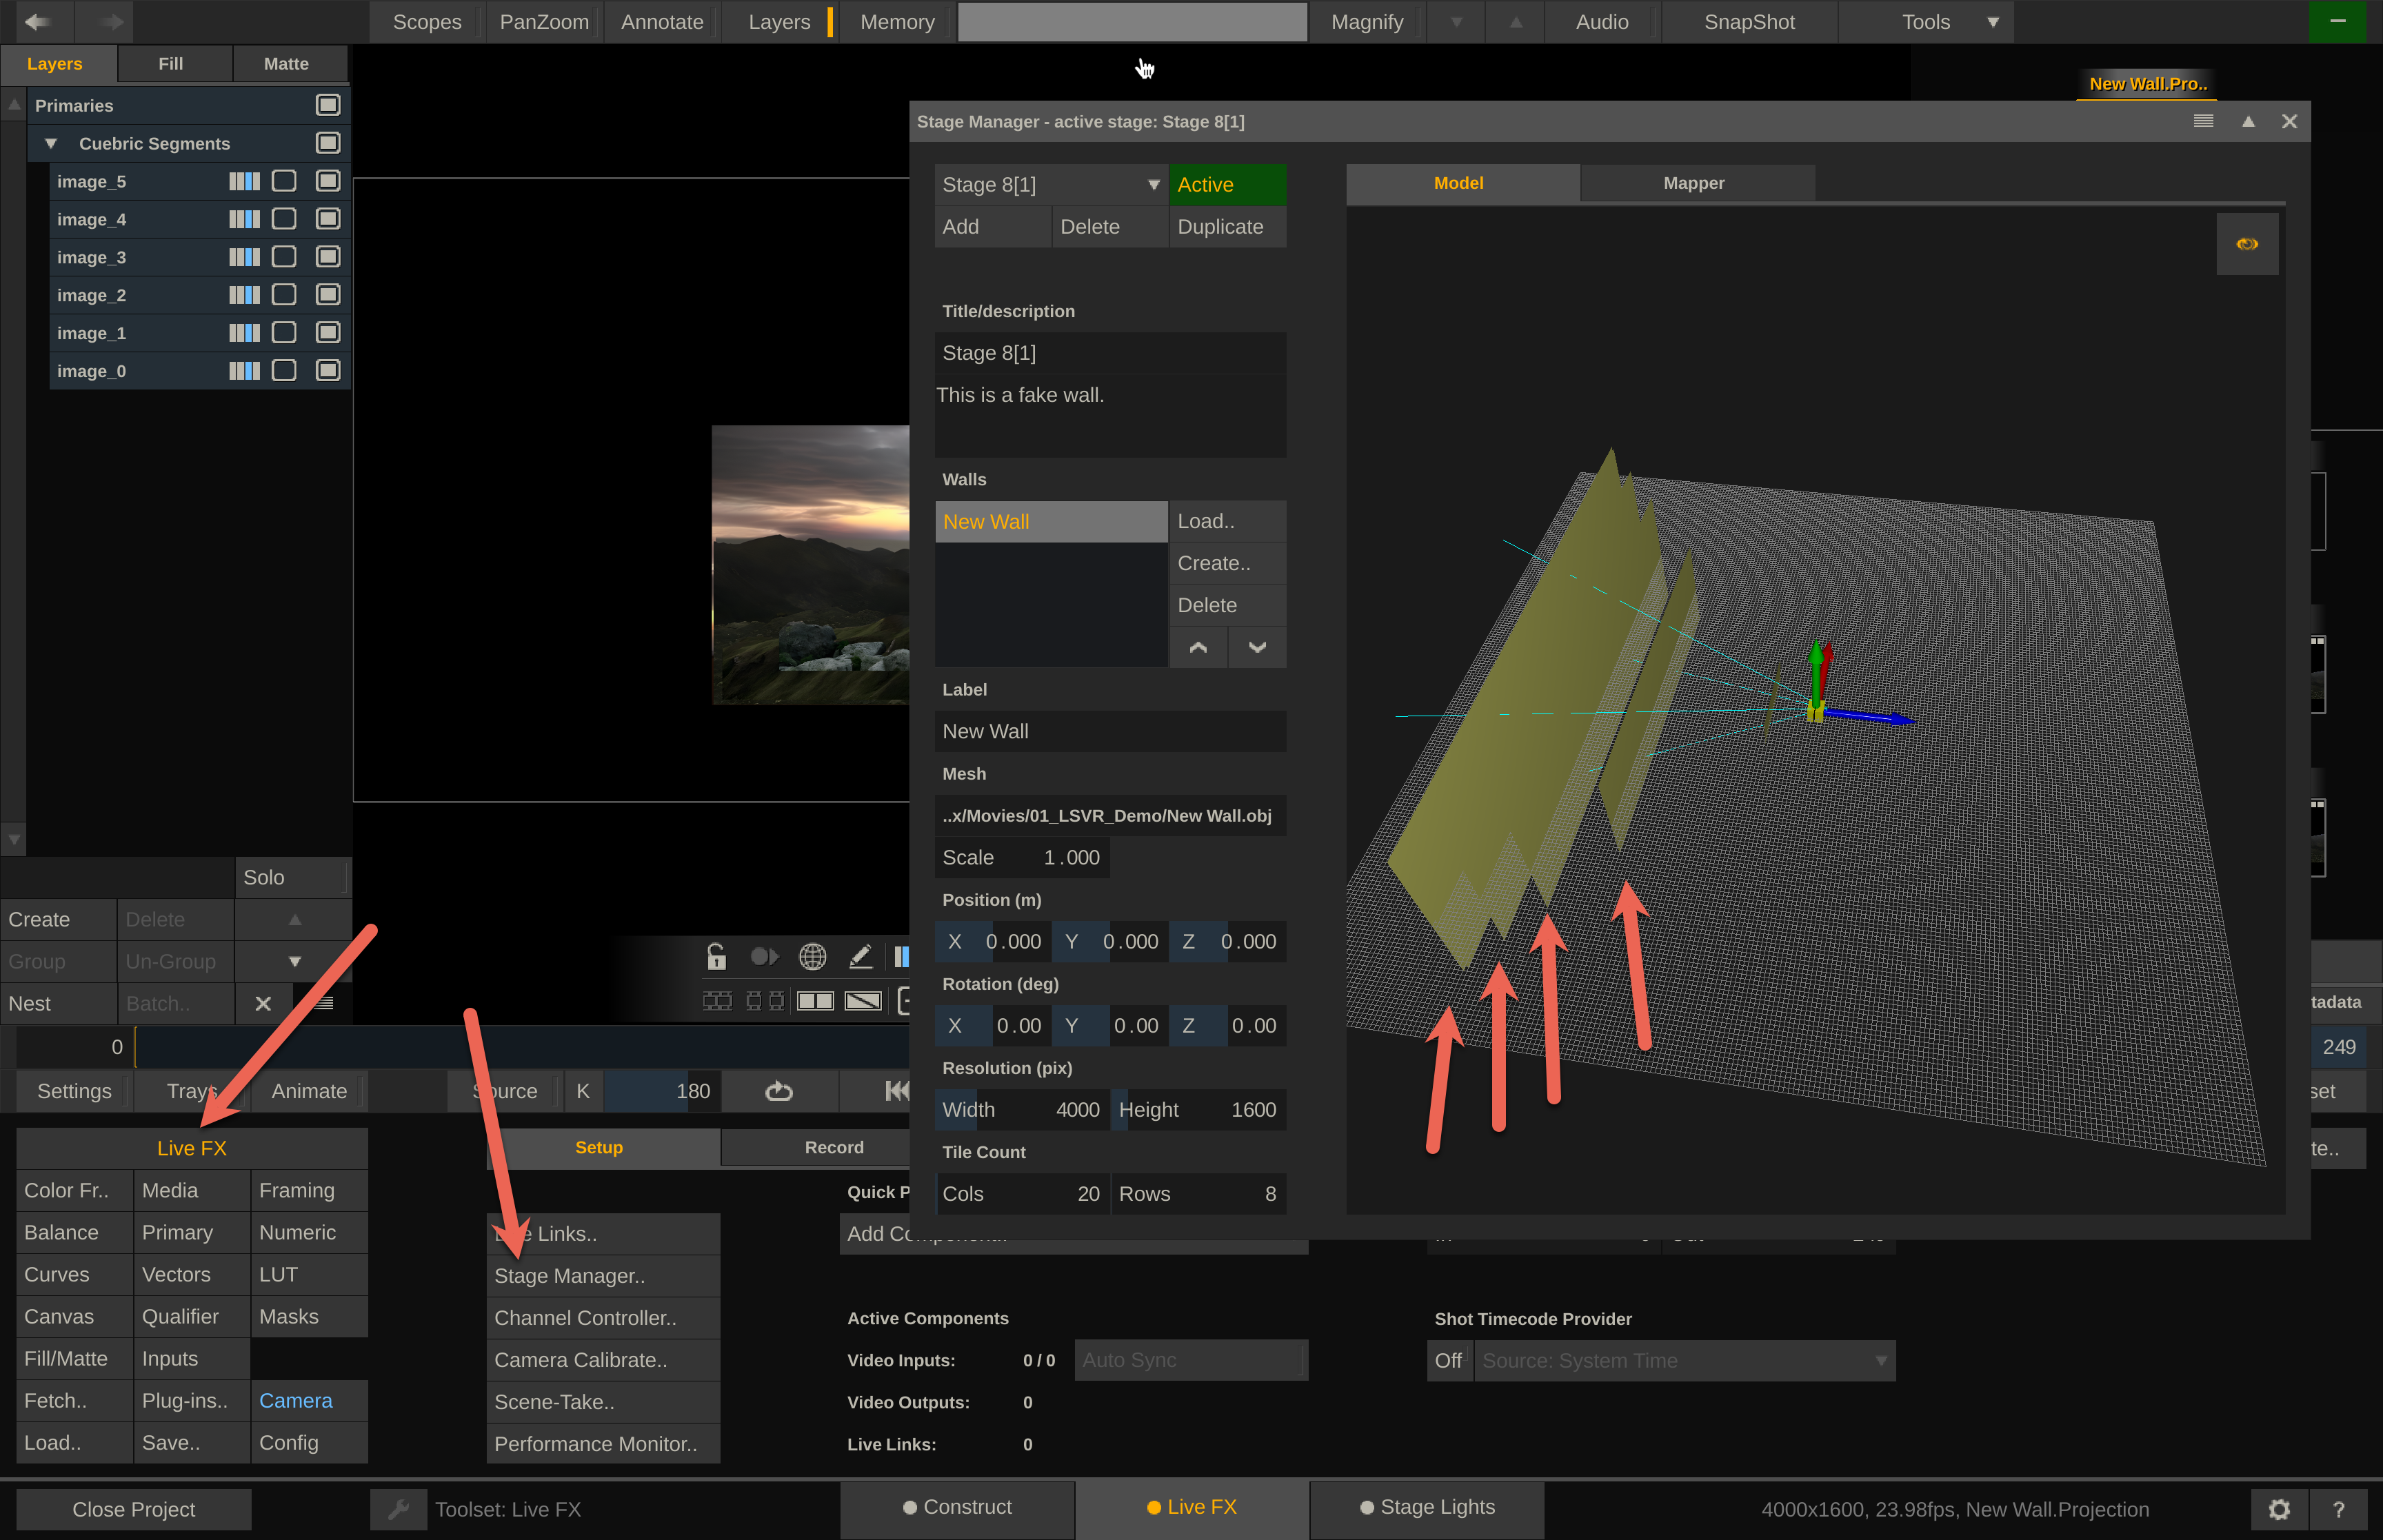 Scopes PanZoom Annotate Layers Memory Magnify Audio SnapShot Tools
Layers Fill Matte
New Wall.Pro..
Primaries
Cuebric Segments
image_5
image_4
image_3
image_2
image_1
image_0
Stage Manager - active stage: Stage 8[1]
Stage 8[1] Active
Add Delete Duplicate
Title/description
Stage 8[1]
This is a fake wall.
Walls
New Wall Load..
Create..
Delete
Label
New Wall
Mesh
..x/Movies/01_LSVR_Demo/New Wall.obj
Scale 1.000
Position (m)
X 0.000 Y 0.000 Z 0.000
Rotation (deg)
X 0.00 Y 0.00 Z 0.00
Resolution (pix)
Width 4000 Height 1600
Tile Count
Cols 20 Rows 8
Model Mapper
Solo
Create Delete
Group Un-Group
Nest Batch..
tadata
0 249
Settings Trays Animate Source K 180 set
Live FX
Color Fr.. Media Framing
Balance Primary Numeric
Curves Vectors LUT
Canvas Qualifier Masks
Fill/Matte Inputs
Fetch.. Plug-ins.. Camera
Load.. Save.. Config
Setup Record
te..
Links..
Stage Manager..
Channel Controller..
Camera Calibrate..
Scene-Take..
Performance Monitor..
Quick P
Add
Active Components
Video Inputs: 0 / 0 Auto Sync
Video Outputs: 0
Live Links: 0
Shot Timecode Provider
Off Source: System Time
Close Project Toolset: Live FX Construct Live FX Stage Lights 4000x1600, 23.98fps, New Wall.Projection ?